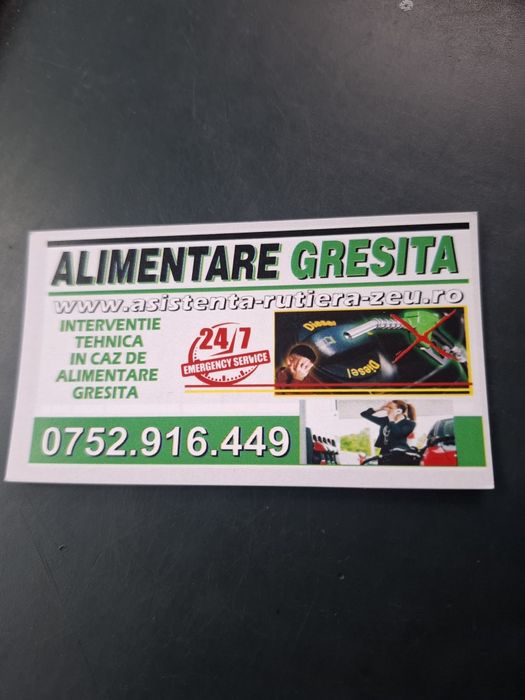 ALIMENTARE GRESITA
www.asistenta-rutiera-zeu.ro
INTERVENTIE
TEHNICA
IN CAZ DE
ALIMENTARE
GRESITA
24/7
EMERGENCY SERVICE
Diesel
Diesel
0752.916.449